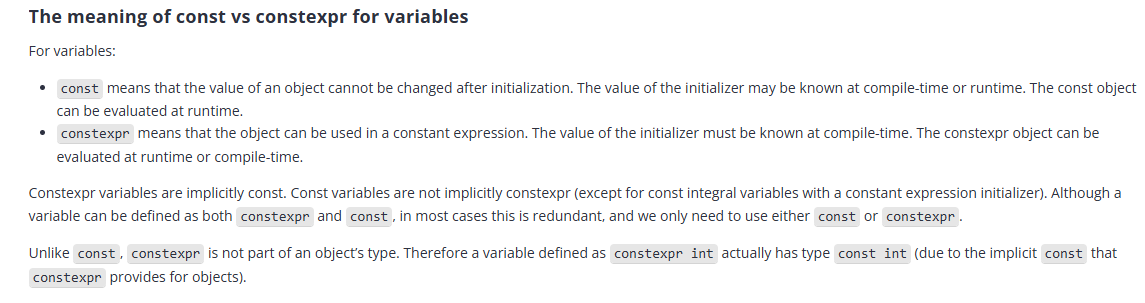 The meaning of const vs constexpr for variables
For variables:
• const means that the value of an object cannot be changed after initialization. The value of the initializer may be known at compile-time or runtime. The const object
can be evaluated at runtime.
• constexpr means that the object can be used in a constant expression. The value of the initializer must be known at compile-time. The constexpr object can be
evaluated at runtime or compile-time.
Constexpr variables are implicitly const. Const variables are not implicitly constexpr (except for const integral variables with a constant expression initializer). Although a
variable can be defined as both constexpr and const, in most cases this is redundant, and we only need to use either const or constexpr.
Unlike const, constexpr is not part of an object’s type. Therefore a variable defined as constexpr int actually has type const int (due to the implicit const that
constexpr provides for objects).